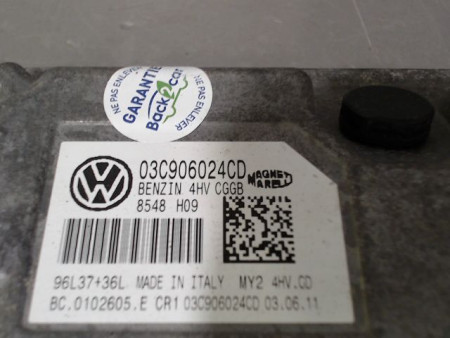 NE PAS ENLEVER
GARANTIE
Back2car
NE PAS ENLEVER
03C906024CD
BENZIN 4HV CGGB
8548 H09
MAGNETI
MARELLI
96L37+36L MADE IN ITALY MY2 4HV.CD
BC.0102605.E CR1 03C906024CD 03.06.11